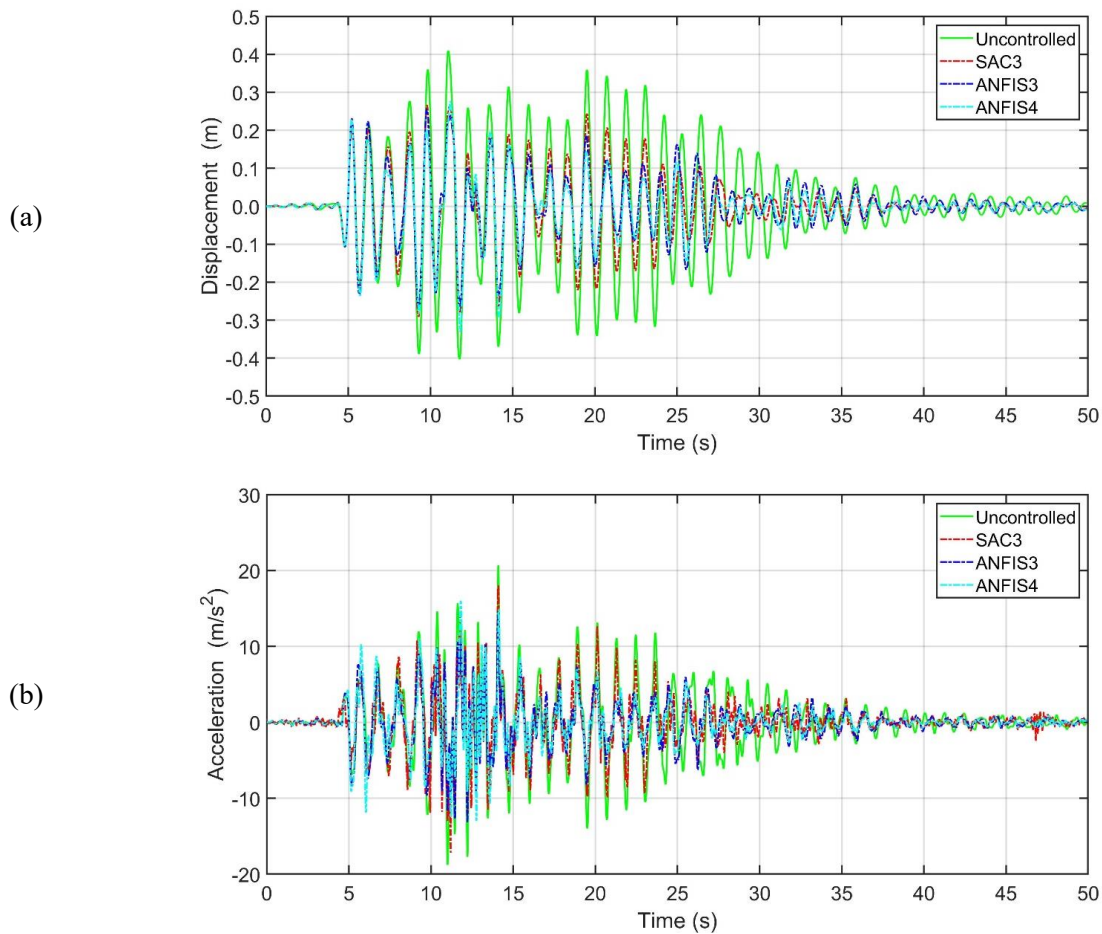 (a)
Displacement (m)
0.5
0.4
0.3
0.2
0.1
0.0
-0.1
-0.2
-0.3
-0.4
-0.5
Uncontrolled
SAC3
ANFIS3
ANFIS4
0 5 10 15 20 25 30 35 40 45 50
Time (s)
(b)
Acceleration (m/s²)
30
20
10
0
-10
-20
Uncontrolled
SAC3
ANFIS3
ANFIS4
0 5 10 15 20 25 30 35 40 45 50
Time (s)